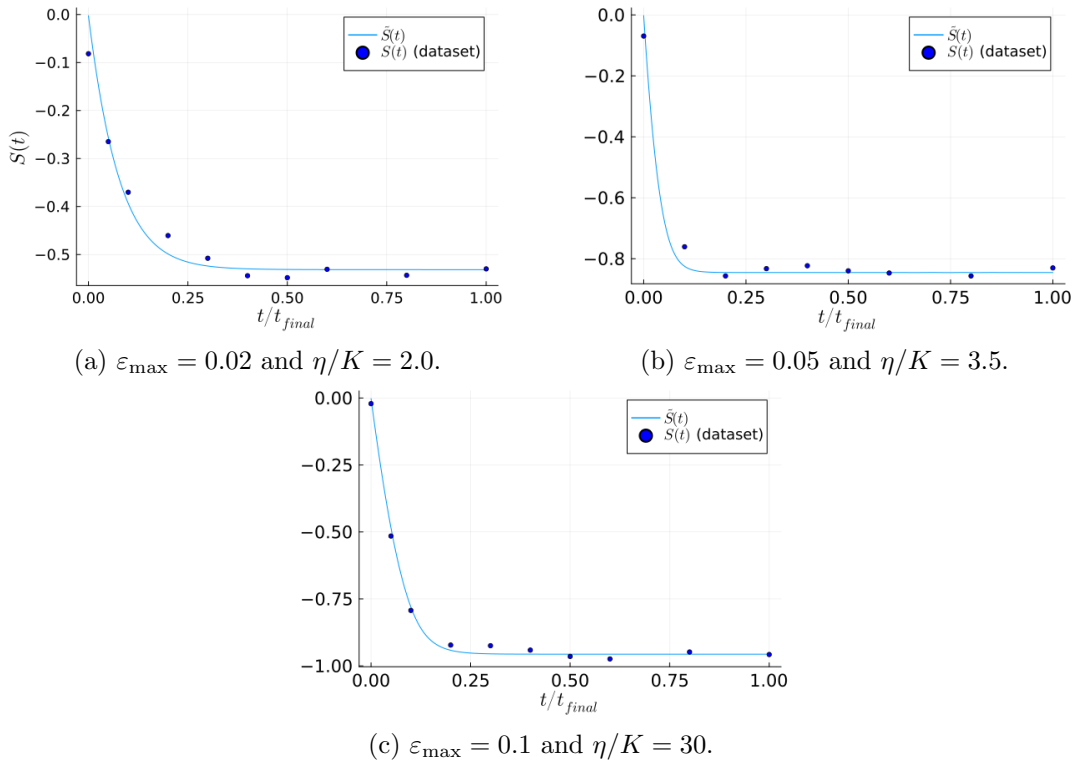 0.0
−0.1
−0.2
−0.3
−0.4
−0.5
S(t)
S̃(t)
S(t) (dataset)
0.00 0.25 0.50 0.75 1.00
t/t_final
(a) ε_max = 0.02 and η/K = 2.0.
0.0
−0.2
−0.4
−0.6
−0.8
S̃(t)
S(t) (dataset)
0.00 0.25 0.50 0.75 1.00
t/t_final
(b) ε_max = 0.05 and η/K = 3.5.
0.00
−0.25
−0.50
−0.75
−1.00
S̃(t)
S(t) (dataset)
0.00 0.25 0.50 0.75 1.00
t/t_final
(c) ε_max = 0.1 and η/K = 30.